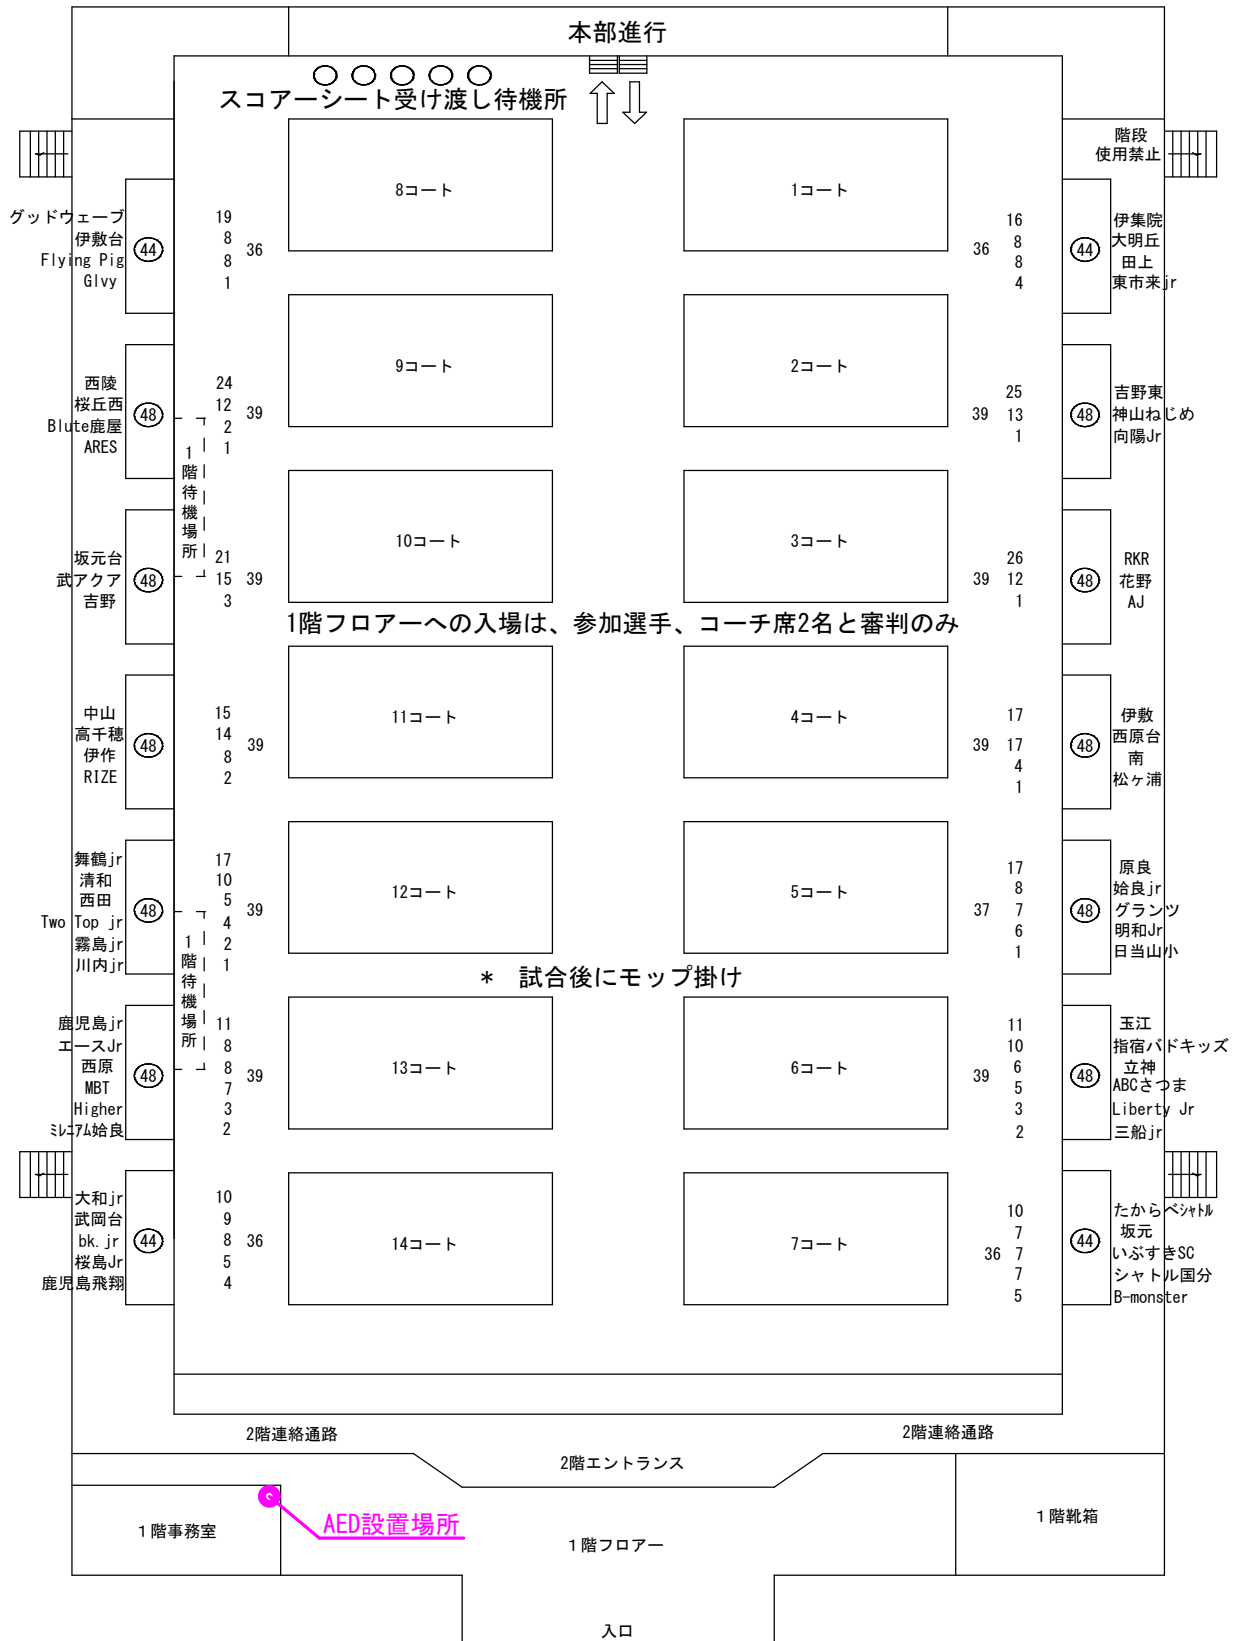 本部進行
スコアーシート受け渡し待機所
階段
使用禁止
8コート
1コート
グッドウェーブ 19
伊敷台 8
Flying Pig 8
Glvy 1
44
36
16 伊集院
8 大明丘
8 田上
4 東市来jr
36
44
9コート
2コート
西陵 24
桜丘西 12
Blute鹿屋 2
ARES 1
48
39
25 吉野東
13 神山ねじめ
1 向陽Jr
39
48
1階待機場所
10コート
3コート
坂元台 21
武アクア 15
吉野 3
48
39
26 RKR
12 花野
1 AJ
39
48
1階フロアーへの入場は、参加選手、コーチ席2名と審判のみ
11コート
4コート
中山 15
高千穂 14
伊作 8
RIZE 2
48
39
17 伊敷
17 西原台
4 南
1 松ヶ浦
39
48
12コート
5コート
舞鶴jr 17
清和 10
西田 5
Two Top jr 4
霧島jr 2
川内jr 1
48
39
17 原良
8 姶良jr
7 グランツ
6 明和Jr
1 日当山小
37
48
1階待機場所
* 試合後にモップ掛け
13コート
6コート
鹿児島jr 11
エースJr 8
西原 8
MBT 7
Higher 3
ミレニアム姶良 2
48
39
11 玉江
10 指宿バドキッズ
6 立神
5 ABCさつま
3 Liberty Jr
2 三船jr
39
48
14コート
7コート
大和jr 10
武岡台 9
bk.jr 8
桜島Jr 5
鹿児島飛翔 4
44
36
10 たからべシャトル
7 坂元
7 いぶすきSC
7 シャトル国分
5 B-monster
36
44
2階連絡通路
2階連絡通路
2階エントランス
1階事務室
AED設置場所
1階フロアー
1階靴箱
入口